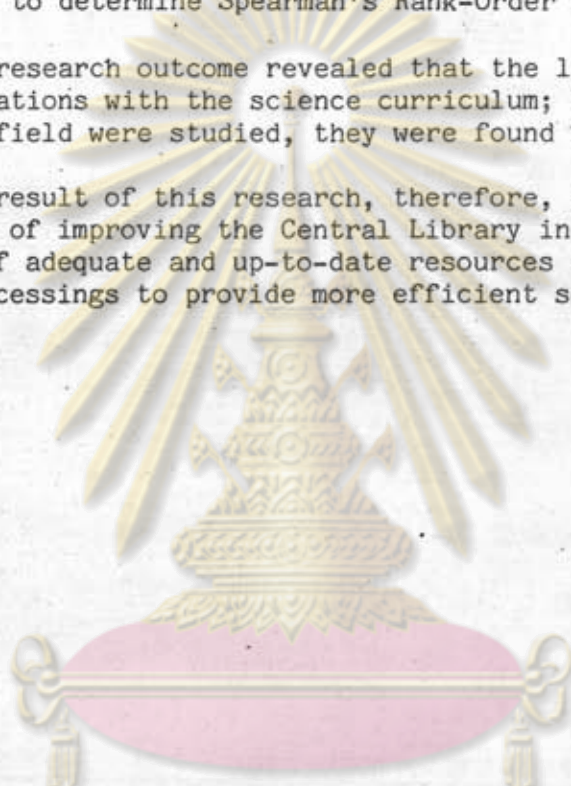 to determine Spearman's Rank-Order
research outcome revealed that the l
ations with the science curriculum;
field were studied, they were found
result of this research, therefore,
of improving the Central Library in
f adequate and up-to-date resources
cessings to provide more efficient s